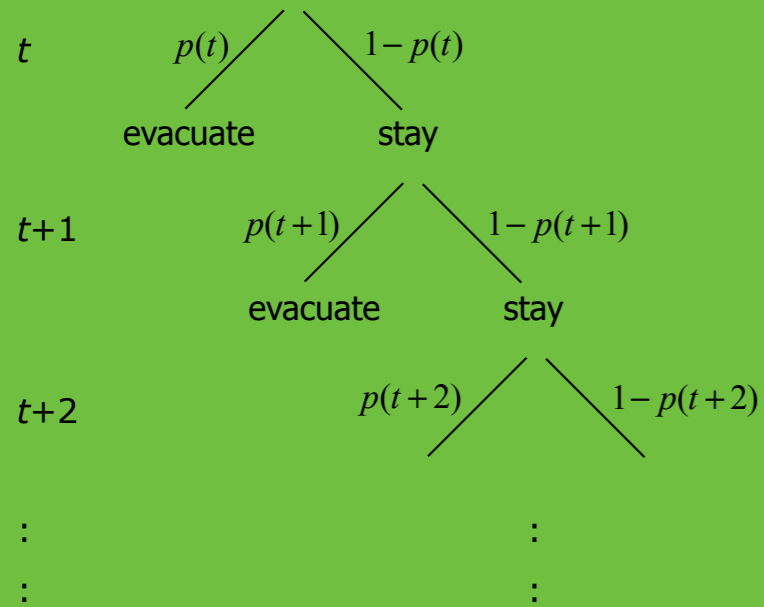 t p(t) 1− p(t)
evacuate stay
t+1 p(t+1) 1− p(t+1)
evacuate stay
t+2 p(t+2) 1− p(t+2)
: :
: :